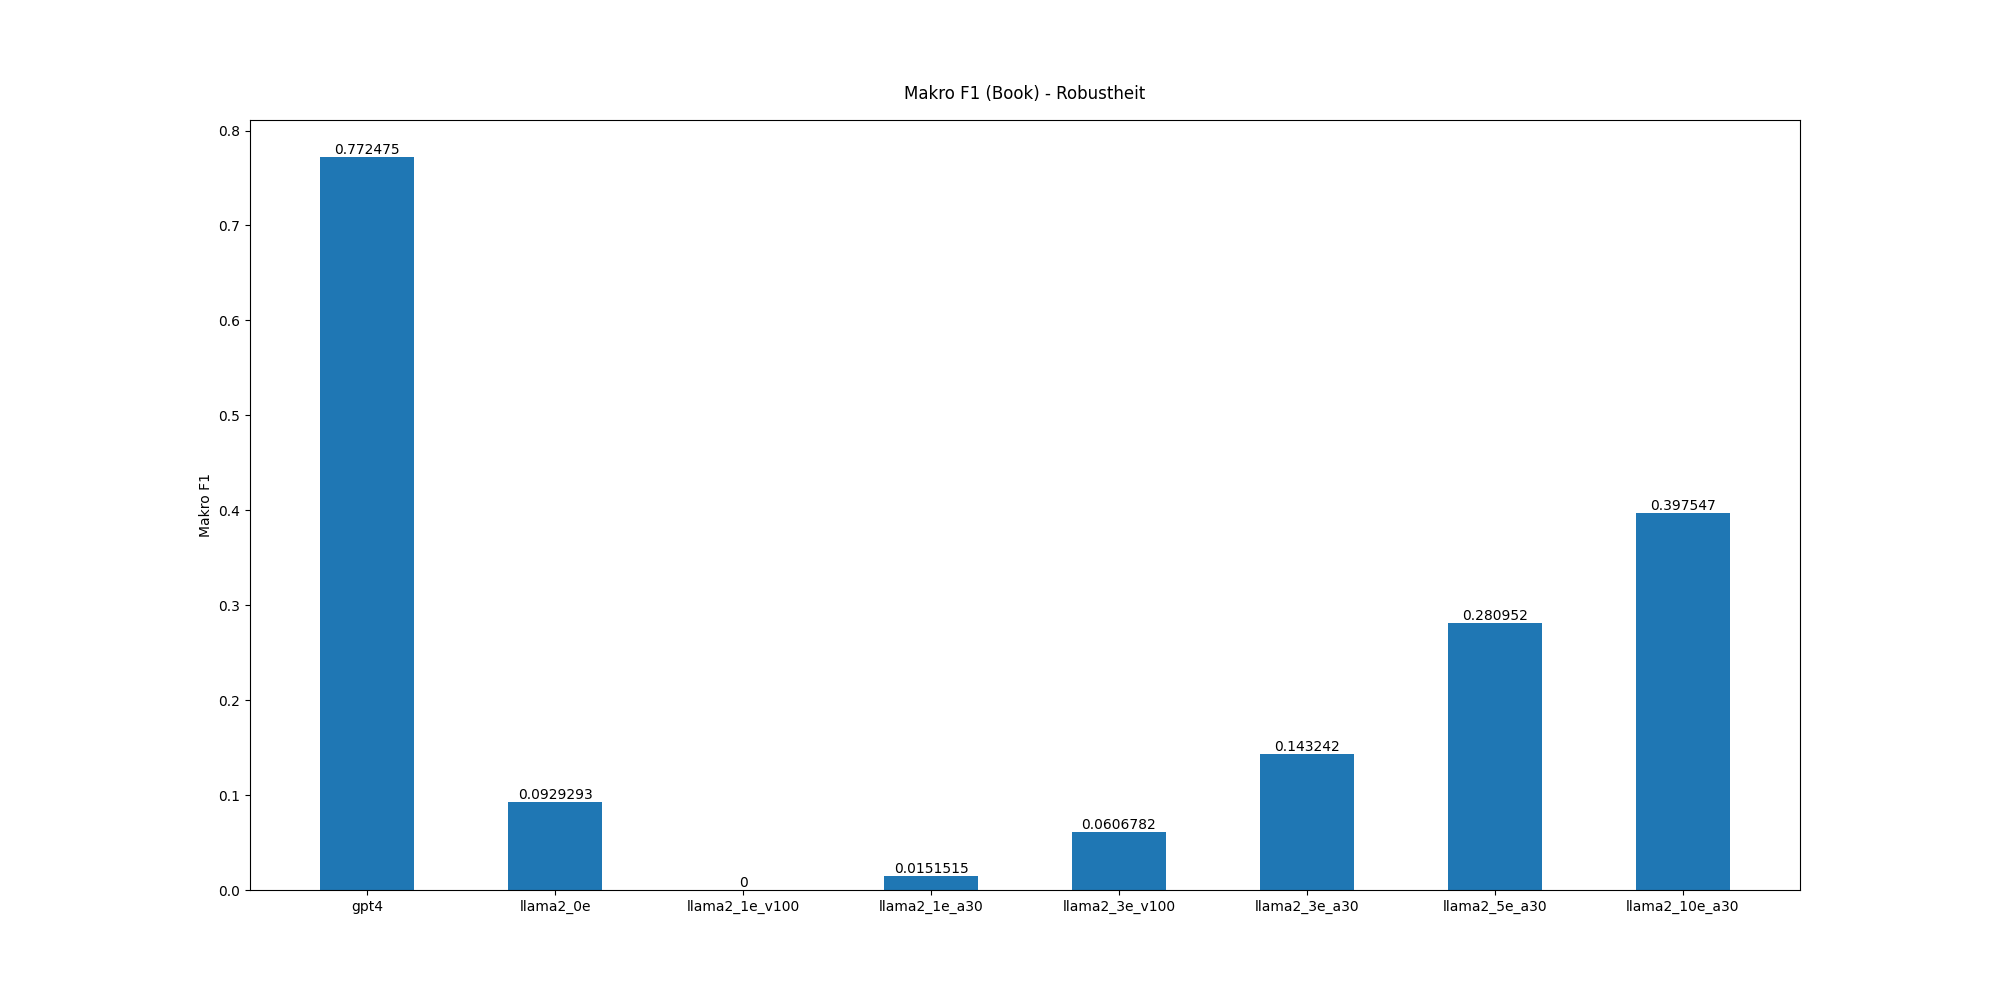 Makro F1 (Book) - Robustheit
Makro F1
0.8
0.7
0.6
0.5
0.4
0.3
0.2
0.1
0.0
0.772475
0.0929293
0
0.0151515
0.0606782
0.143242
0.280952
0.397547
gpt4
llama2_0e
llama2_1e_v100
llama2_1e_a30
llama2_3e_v100
llama2_3e_a30
llama2_5e_a30
llama2_10e_a30